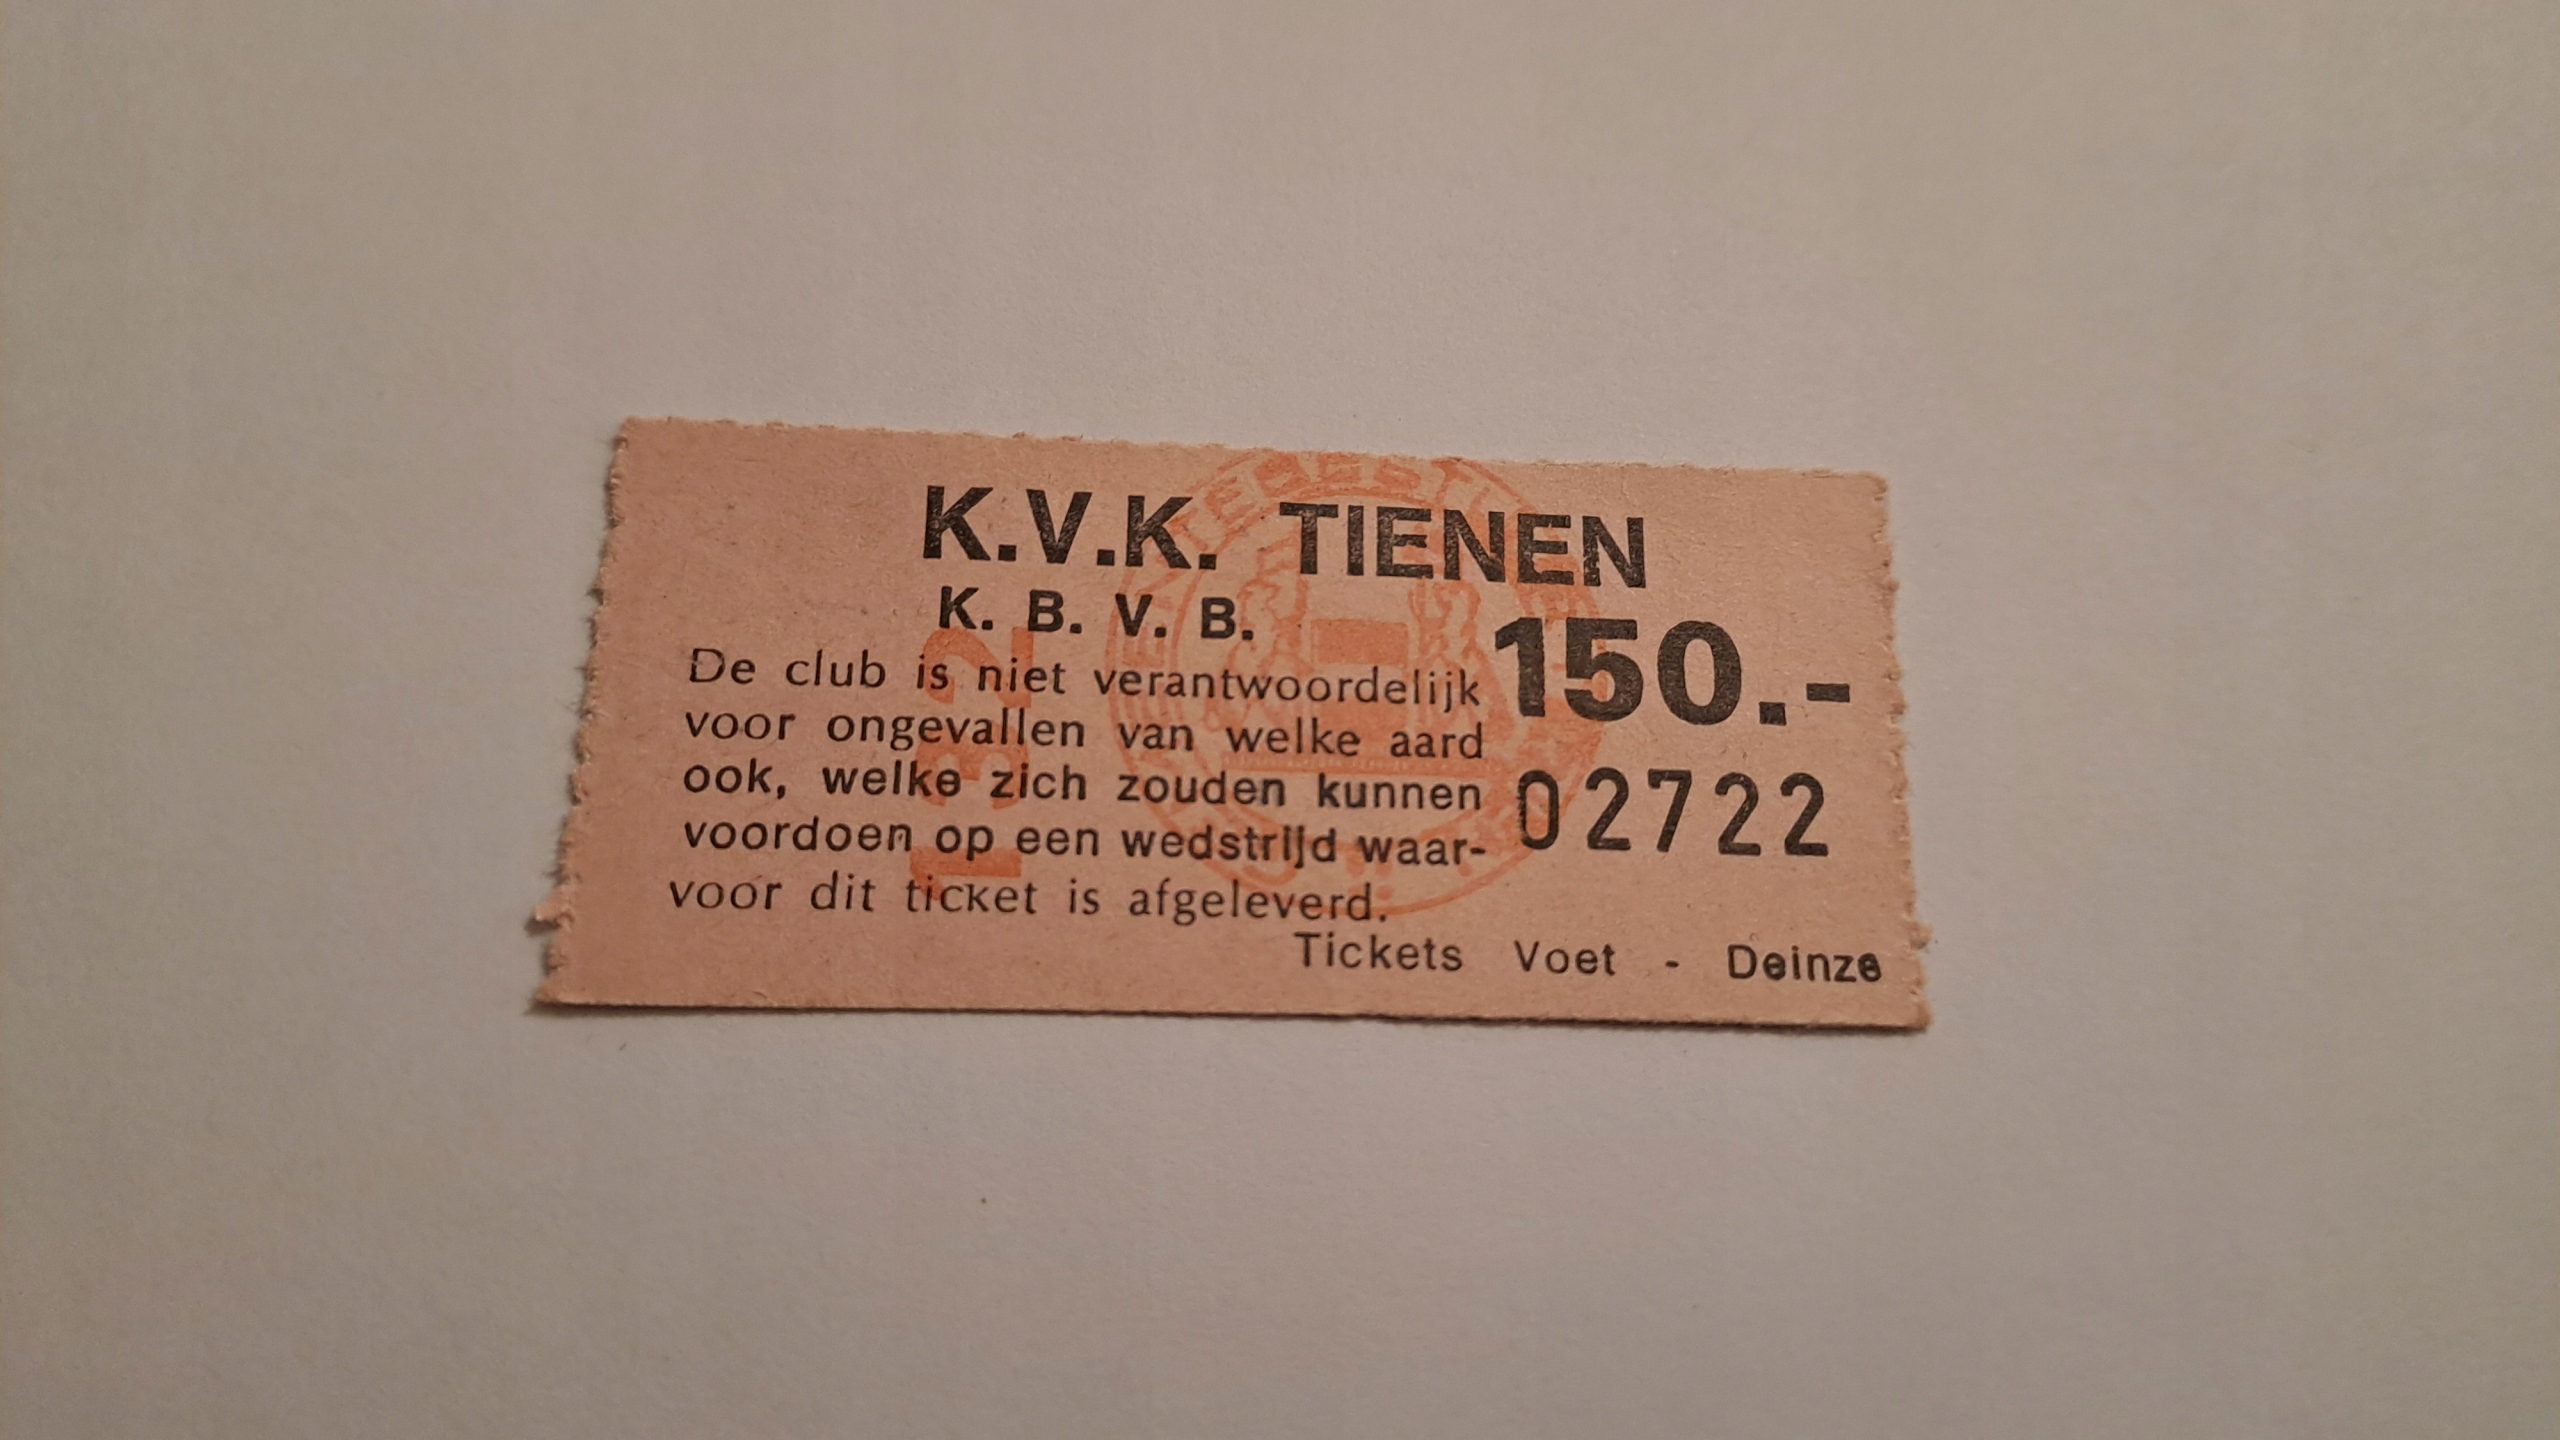 K.V.K. TIENEN
K. B. V. B.
150.-
De club is niet verantwoordelijk
voor ongevallen van welke aard
ook, welke zich zouden kunnen
voordoen op een wedstrijd waar-
voor dit ticket is afgeleverd.
02722
Tickets Voet - Deinze